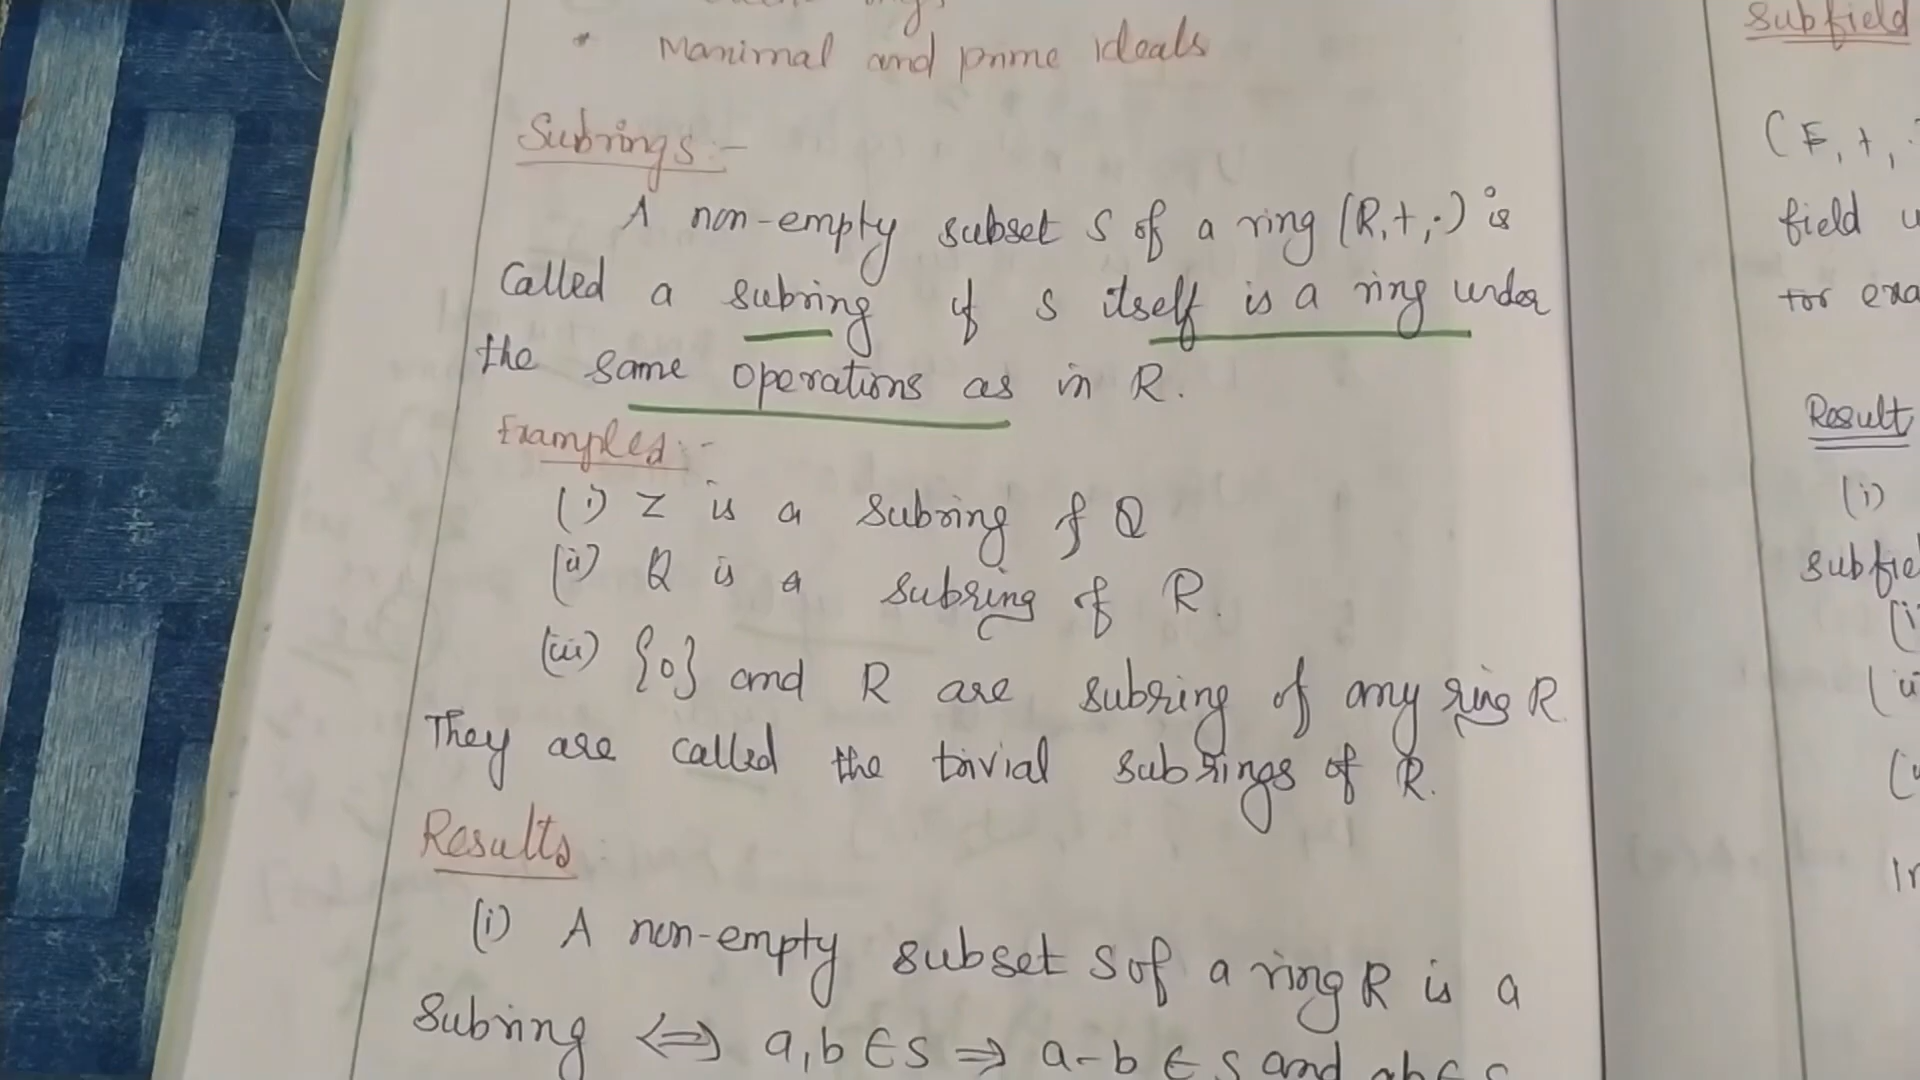 * Maximal and prime ideals
Subrings :-
A non-empty subset S of a ring (R,+,·) is
called a subring if S itself is a ring under
the same operations as in R.
Examples :-
(i) Z is a subring of Q
(ii) Q is a subring of R.
(iii) {0} and R are subring of any ring R.
They are called the trivial subrings of R.
Results :
(i) A non-empty subset S of a ring R is a
Subring ⇔ a,b ∈ S ⇒ a-b ∈ S and ab ∈ S
Subfield
(F, +,
field
for exa
Result
(i)
subfie